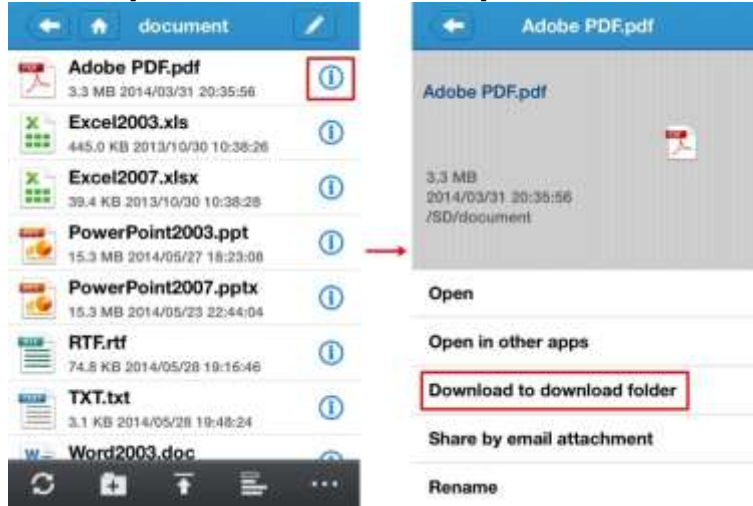 document
Adobe PDF.pdf
3.3 MB 2014/03/31 20:35:56
Excel2003.xls
445.0 KB 2013/10/30 10:38:26
Excel2007.xlsx
39.4 KB 2013/10/30 10:38:28
PowerPoint2003.ppt
15.3 MB 2014/05/27 18:23:08
PowerPoint2007.pptx
15.3 MB 2014/05/23 22:44:04
RTF.rtf
74.8 KB 2014/05/28 19:16:46
TXT.txt
3.1 KB 2014/05/28 19:48:24
Word2003.doc
Adobe PDF.pdf
Adobe PDF.pdf
3.3 MB
2014/03/31 20:35:56
/SD/document
Open
Open in other apps
Download to download folder
Share by email attachment
Rename